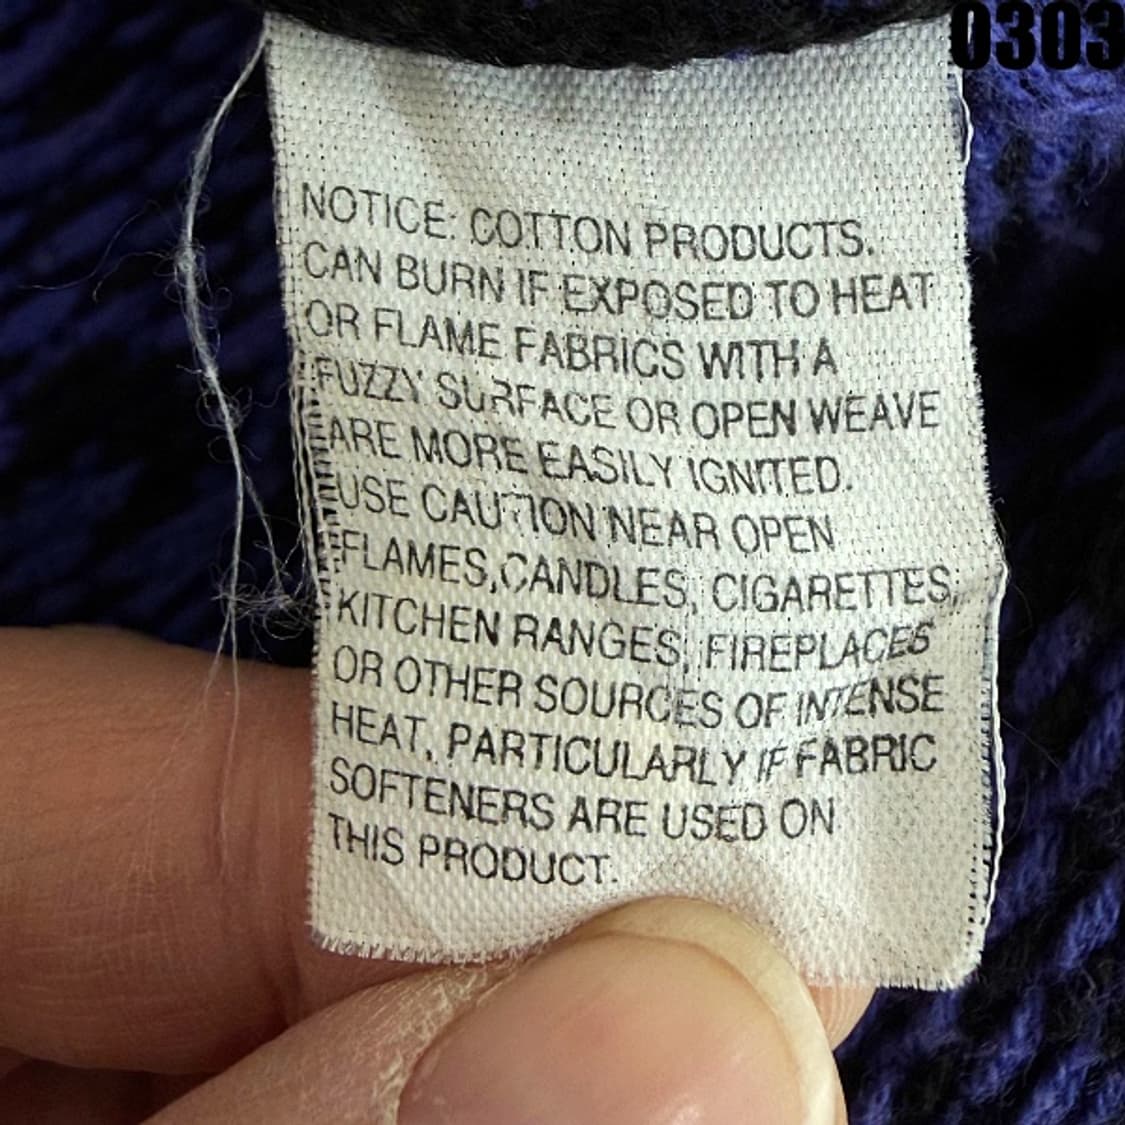 0303
NOTICE: COTTON PRODUCTS.
CAN BURN IF EXPOSED TO HEAT
OR FLAME FABRICS WITH A
FUZZY SURFACE OR OPEN WEAVE
ARE MORE EASILY IGNITED.
USE CAUTION NEAR OPEN
FLAMES,CANDLES, CIGARETTES,
KITCHEN RANGES, FIREPLACES
OR OTHER SOURCES OF INTENSE
HEAT, PARTICULARLY IF FABRIC
SOFTENERS ARE USED ON
THIS PRODUCT.